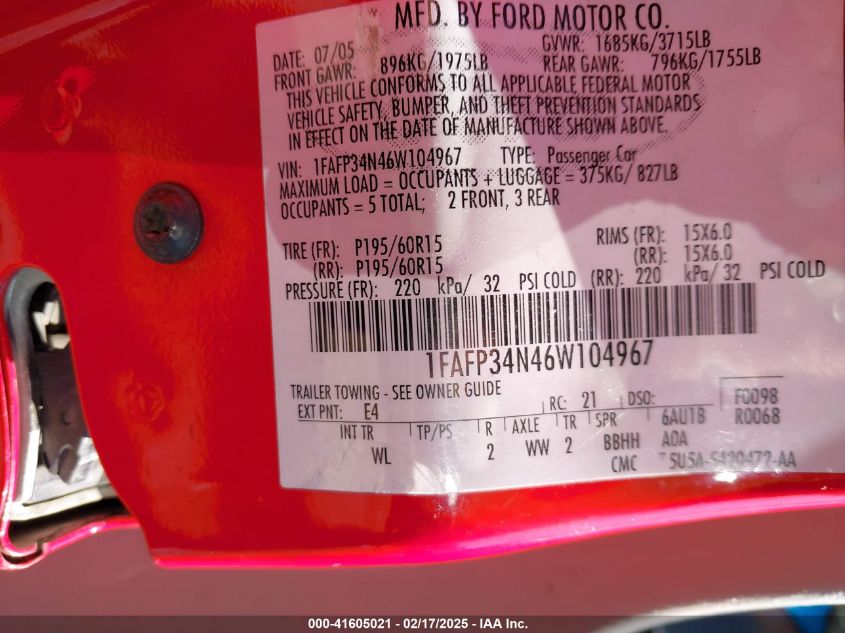 MFD. BY FORD MOTOR CO.
DATE: 07/05 GVWR: 1685KG/3715LB
FRONT GAWR: 896KG/1975LB REAR GAWR: 796KG/1755LB
THIS VEHICLE CONFORMS TO ALL APPLICABLE FEDERAL MOTOR
VEHICLE SAFETY, BUMPER, AND THEFT PREVENTION STANDARDS
IN EFFECT ON THE DATE OF MANUFACTURE SHOWN ABOVE.
VIN: 1FAFP34N46W104967 TYPE: Passenger Car
MAXIMUM LOAD = OCCUPANTS + LUGGAGE = 375KG/ 827LB
OCCUPANTS = 5 TOTAL; 2 FRONT, 3 REAR
TIRE (FR): P195/60R15 RIMS (FR): 15X6.0
(RR): P195/60R15 (RR): 15X6.0
PRESSURE (FR): 220 kPa/ 32 PSI COLD (RR): 220 kPa/ 32 PSI COLD
1FAFP34N46W104967
TRAILER TOWING - SEE OWNER GUIDE
EXT PNT: E4 RC: 21 DSO: F0098
INT TR TP/PS R AXLE TR SPR 6AU1B R0068
WL 2 WW 2 BBHH A0A
CMC 5U5A-5420472-AA
000-41605021 - 02/17/2025 - IAA Inc.